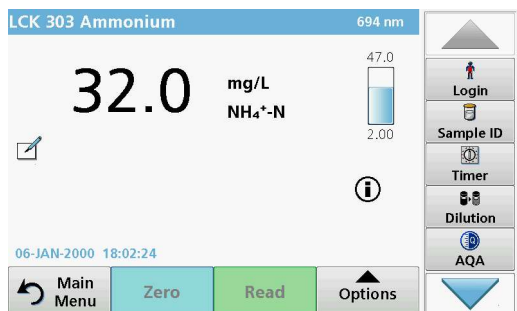 LCK 303 Ammonium 694 nm
47.0
32.0 mg/L
NH₄⁺-N
2.00
i
06-JAN-2000 18:02:24
Main Menu
Zero
Read
Options
Login
Sample ID
Timer
Dilution
AQA